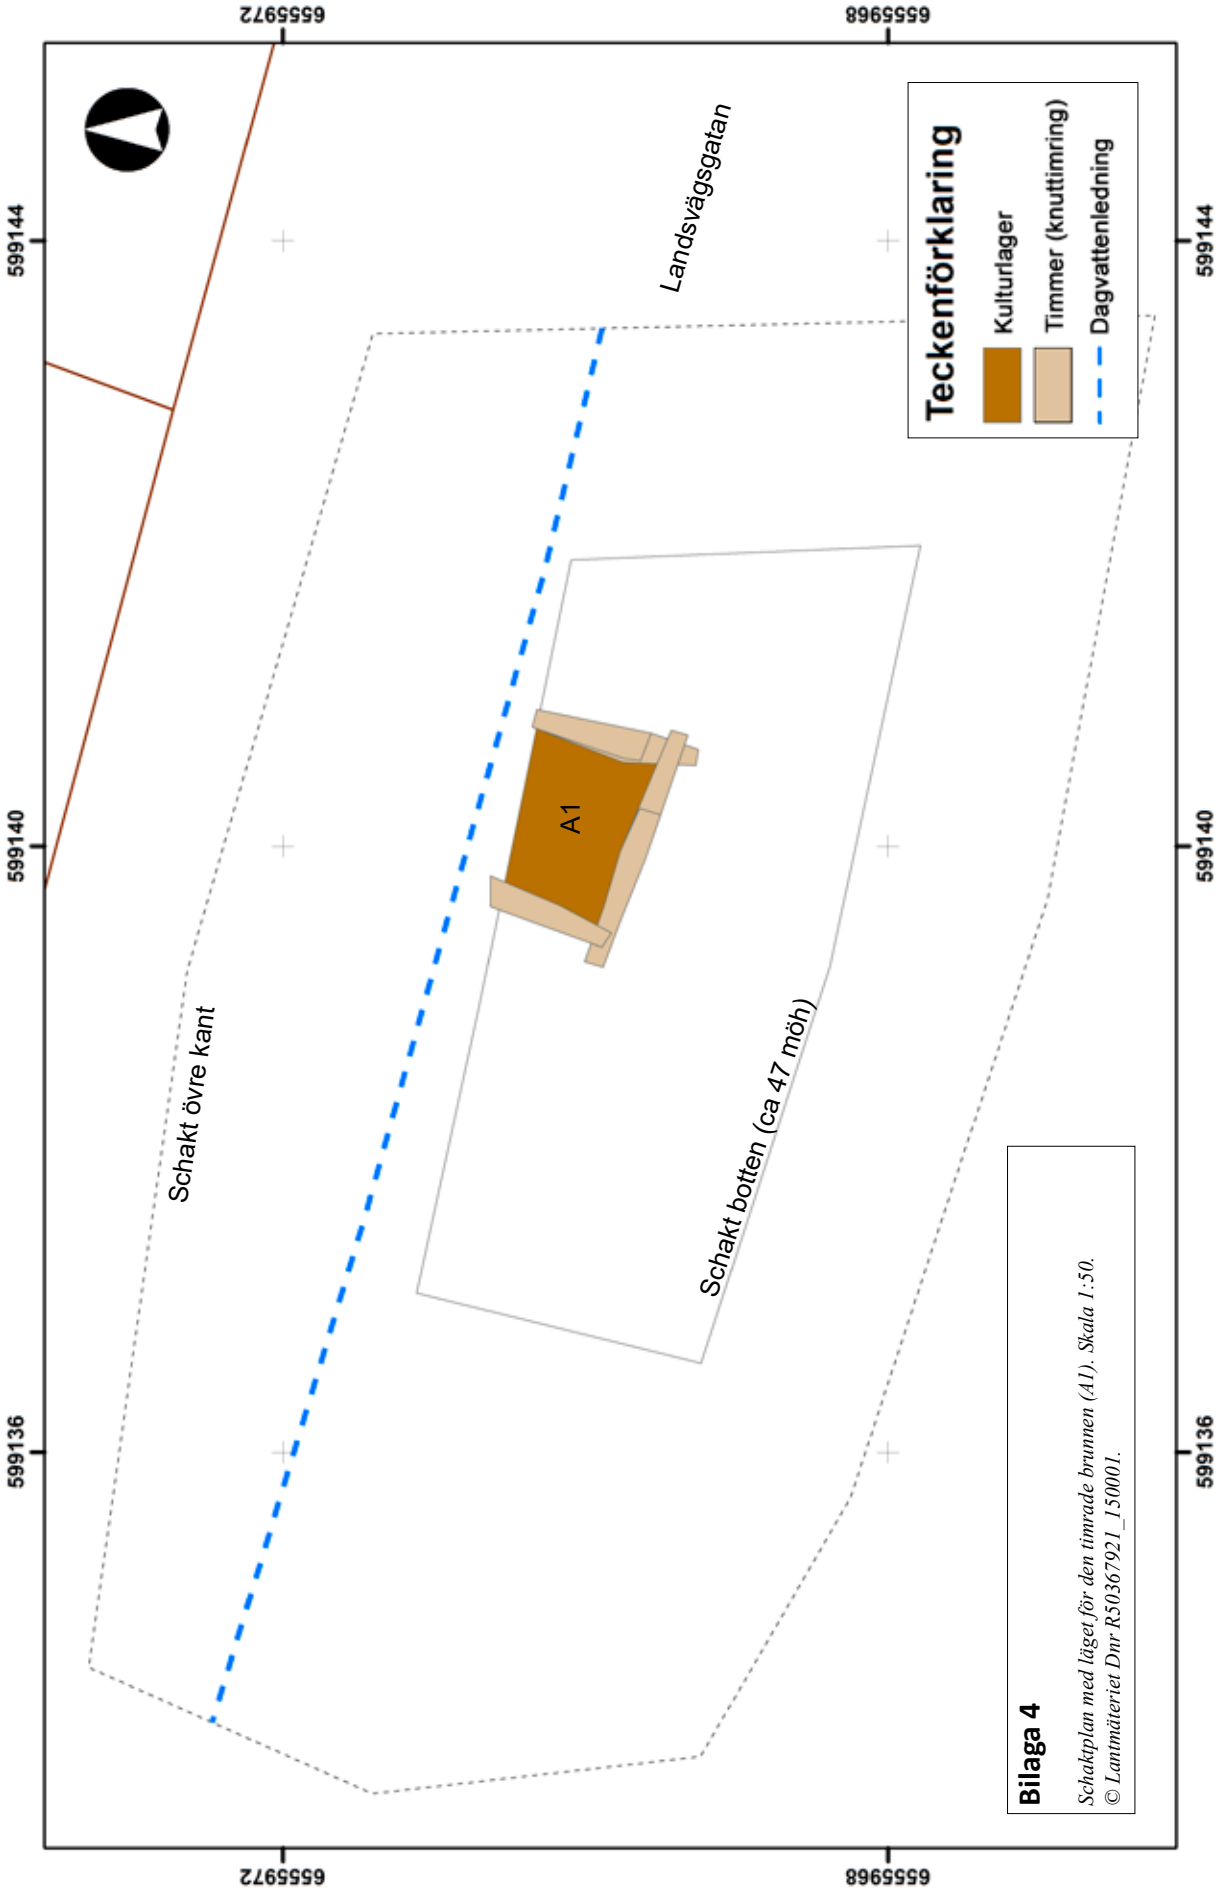 599136
599140
599144
6555972
6555972
6555968
6555968
Schakt övre kant
Landsvägsgatan
A1
Schakt botten (ca 47 möh)
Teckenförklaring
Kulturlager
Timmer (knuttimring)
Dagvattenledning
Bilaga 4
Schaktplan med läget för den timrade brunnen (A1). Skala 1:50.
© Lantmäteriet Dnr R50367921_150001.
599136
599140
599144